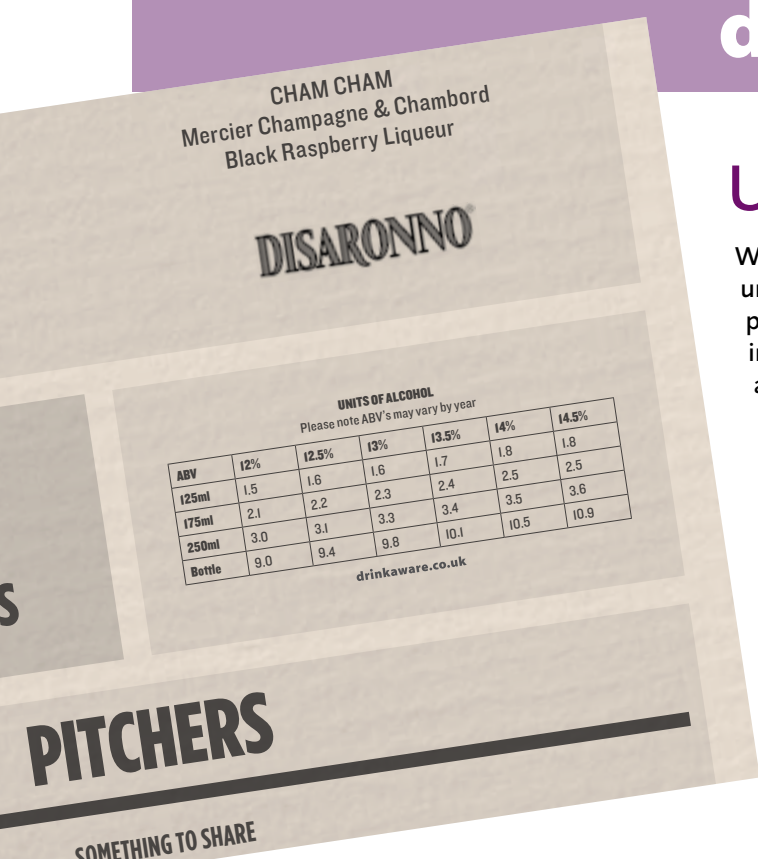 CHAM CHAM
Mercier Champagne & Chambord
Black Raspberry Liqueur
DISARONNO®
UNITS OF ALCOHOL
Please note ABV's may vary by year
ABV 12% 12.5% 13% 13.5% 14% 14.5%
125ml 1.5 1.6 1.6 1.7 1.8 1.8
175ml 2.1 2.2 2.3 2.4 2.5 2.5
250ml 3.0 3.1 3.3 3.4 3.5 3.6
Bottle 9.0 9.4 9.8 10.1 10.5 10.9
drinkaware.co.uk
PITCHERS
SOMETHING TO SHARE